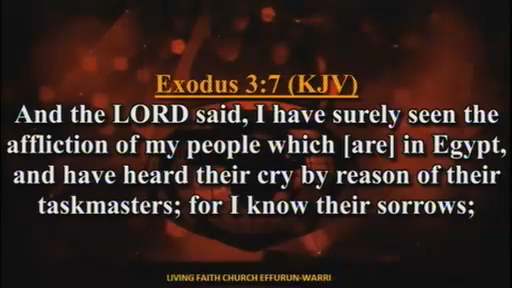 Exodus 3:7 (KJV)
And the LORD said, I have surely seen the
affliction of my people which [are] in Egypt,
and have heard their cry by reason of their
taskmasters; for I know their sorrows;
LIVING FAITH CHURCH EFFURUN-WARRI